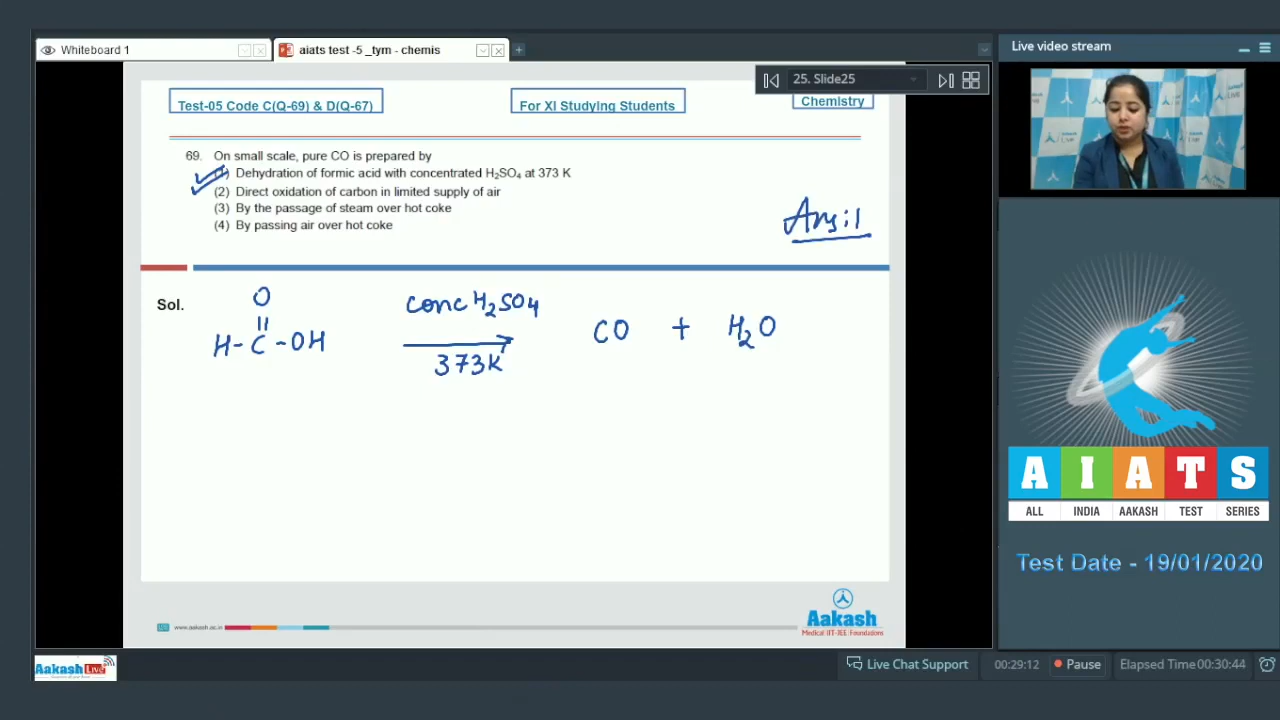 Whiteboard 1
aiats test -5 _tym - chemis
Live video stream
25. Slide25
Test-05 Code C(Q-69) & D(Q-67)
For XI Studying Students
Chemistry
69. On small scale, pure CO is prepared by
Dehydration of formic acid with concentrated H₂SO₄ at 373 K
(2) Direct oxidation of carbon in limited supply of air
(3) By the passage of steam over hot coke
(4) By passing air over hot coke
Sol.
O
conc H₂SO₄
H-C-OH
CO + H₂O
373K
AIATS
ALL INDIA AAKASH TEST SERIES
Test Date - 19/01/2020
www.aakash.ac.in
Aakash
Medical|IIT-JEE|Foundations
Aakash Live
Live Chat Support
00:29:12
Pause
Elapsed Time 00:30:44